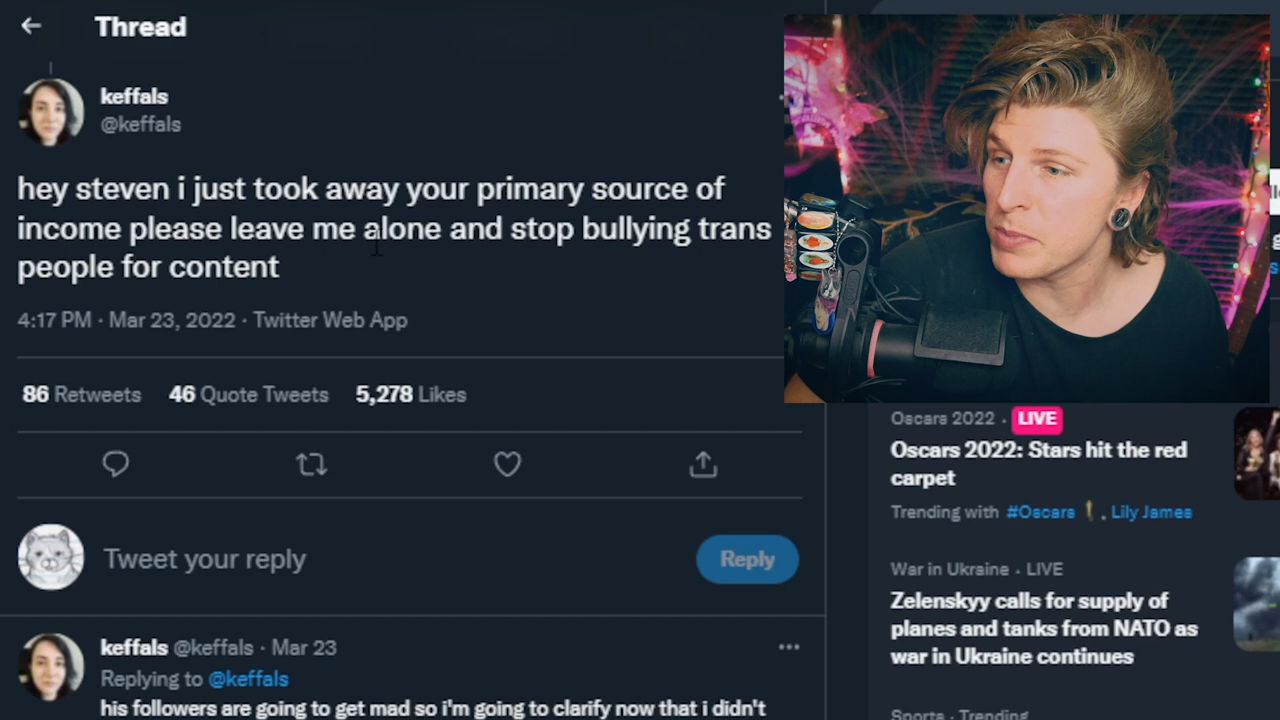 Thread
keffals
@keffals
hey steven i just took away your primary source of
income please leave me alone and stop bullying trans
people for content
4:17 PM · Mar 23, 2022 · Twitter Web App
86 Retweets 46 Quote Tweets 5,278 Likes
Tweet your reply
Reply
keffals @keffals · Mar 23
Replying to @keffals
his followers are going to get mad so i'm going to clarify now that i didn't
Oscars 2022 · LIVE
Oscars 2022: Stars hit the red
carpet
Trending with #Oscars , Lily James
War in Ukraine · LIVE
Zelenskyy calls for supply of
planes and tanks from NATO as
war in Ukraine continues
Sports · Trending